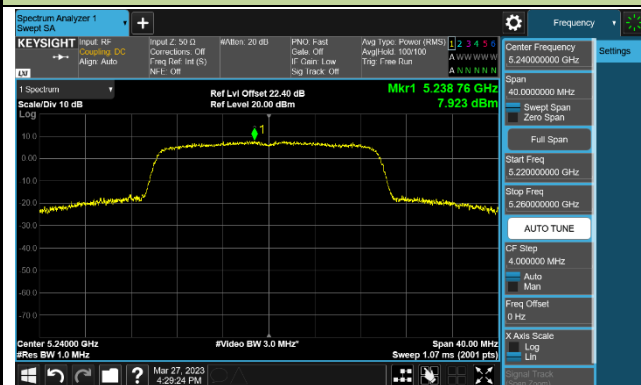 Spectrum Analyzer 1
Swept SA
Frequency
KEYSIGHT
Input: RF
Coupling: DC
Align: Auto
Input Z: 50 Ω
Corrections: Off
Freq Ref: Int (S)
NFE: Off
#Atten: 20 dB
PNO: Fast
Gate: Off
IF Gain: Low
Sig Track: Off
Avg Type: Power (RMS)
Avg|Hold: 100/100
Trig: Free Run
1 2 3 4 5 6
A W W W W W
A N N N N N
LXI
Center Frequency
5.240000000 GHz
Settings
Span
40.0000000 MHz
Swept Span
Zero Span
Full Span
Start Freq
5.220000000 GHz
Stop Freq
5.260000000 GHz
AUTO TUNE
CF Step
4.000000 MHz
Auto
Man
Freq Offset
0 Hz
X Axis Scale
Log
Lin
Signal Track
(Span Zoom)
1 Spectrum
Scale/Div 10 dB
Log
Ref Lvl Offset 22.40 dB
Ref Level 20.00 dBm
Mkr1 5.238 76 GHz
7.923 dBm
1
10.0
0.00
-10.0
-20.0
-30.0
-40.0
-50.0
-60.0
-70.0
Center 5.24000 GHz
#Res BW 1.0 MHz
#Video BW 3.0 MHz*
Span 40.00 MHz
Sweep 1.07 ms (2001 pts)
?
Mar 27, 2023
4:29:24 PM